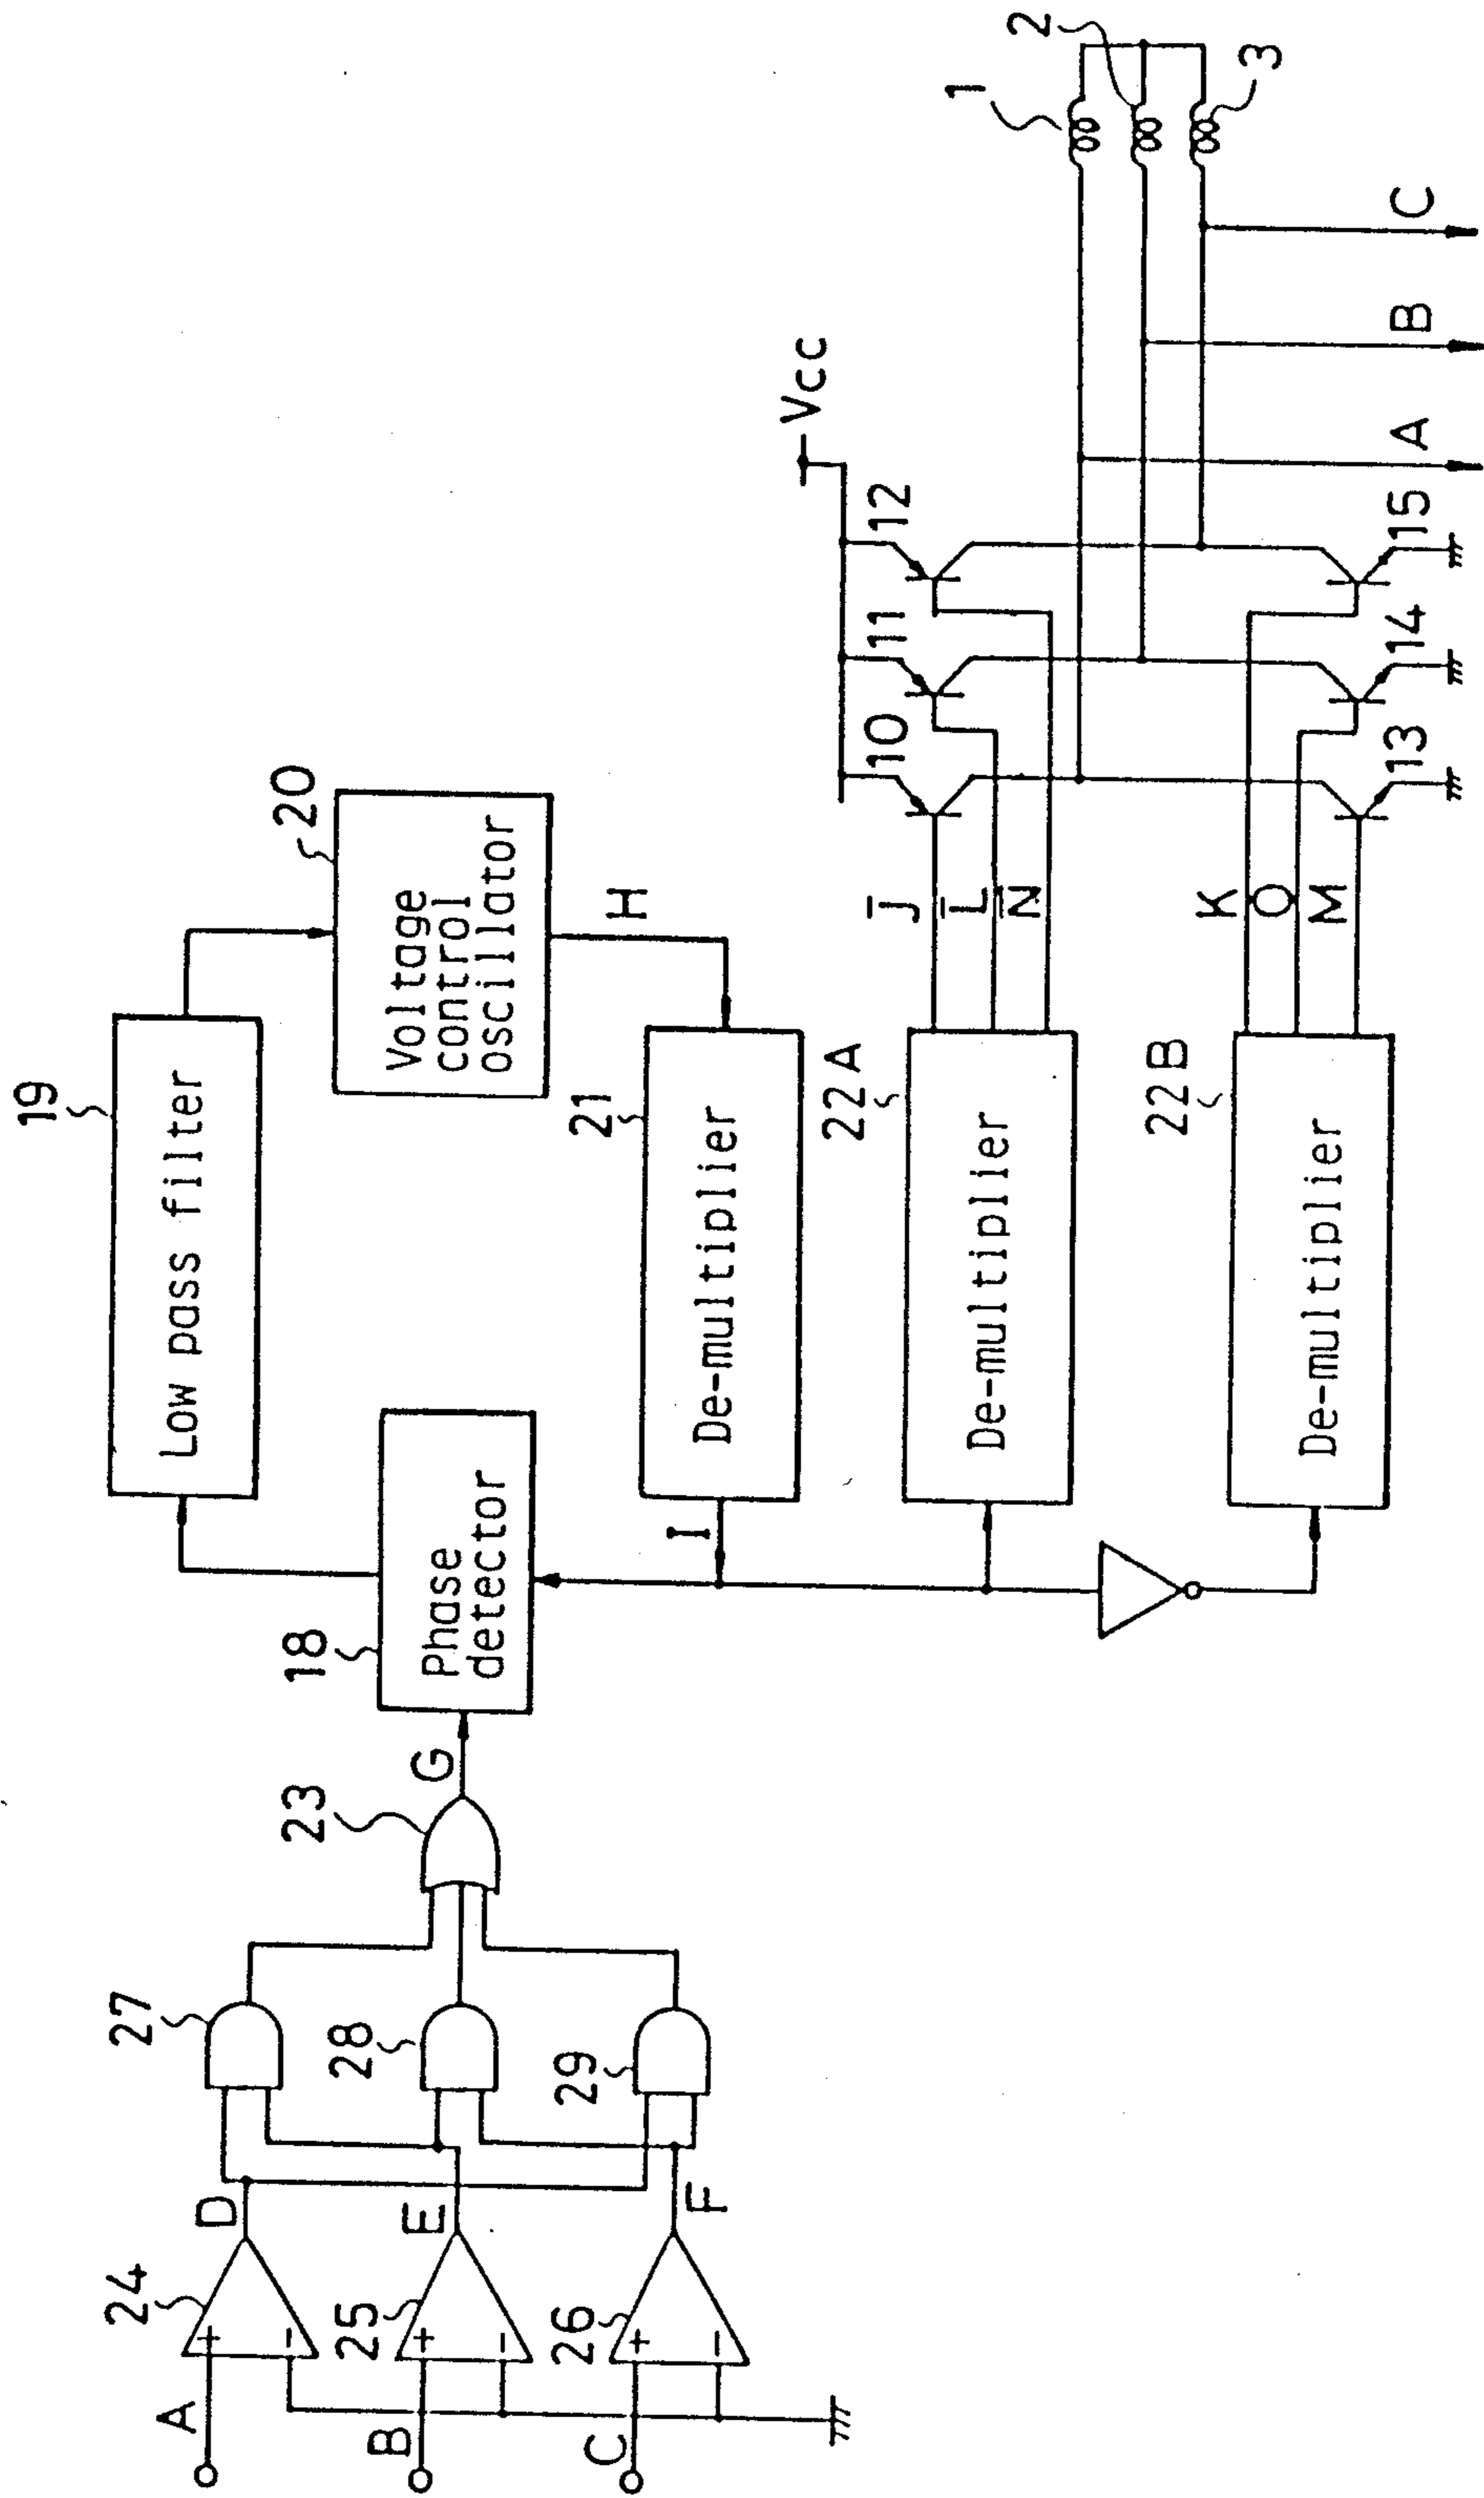 19
Low pass filter
20
Voltage
control
oscillator
H
18
Phase
detector
21
De-multiplier
I
27
24
A
D
28
25
B
E
23
G
29
26
C
F
22A
De-multiplier
22B
De-multiplier
J̅
L̅
N̅
K
O
M
Vcc
10
11
12
13
14
15
A
B
C
1
2
3
+
-
+
-
+
-